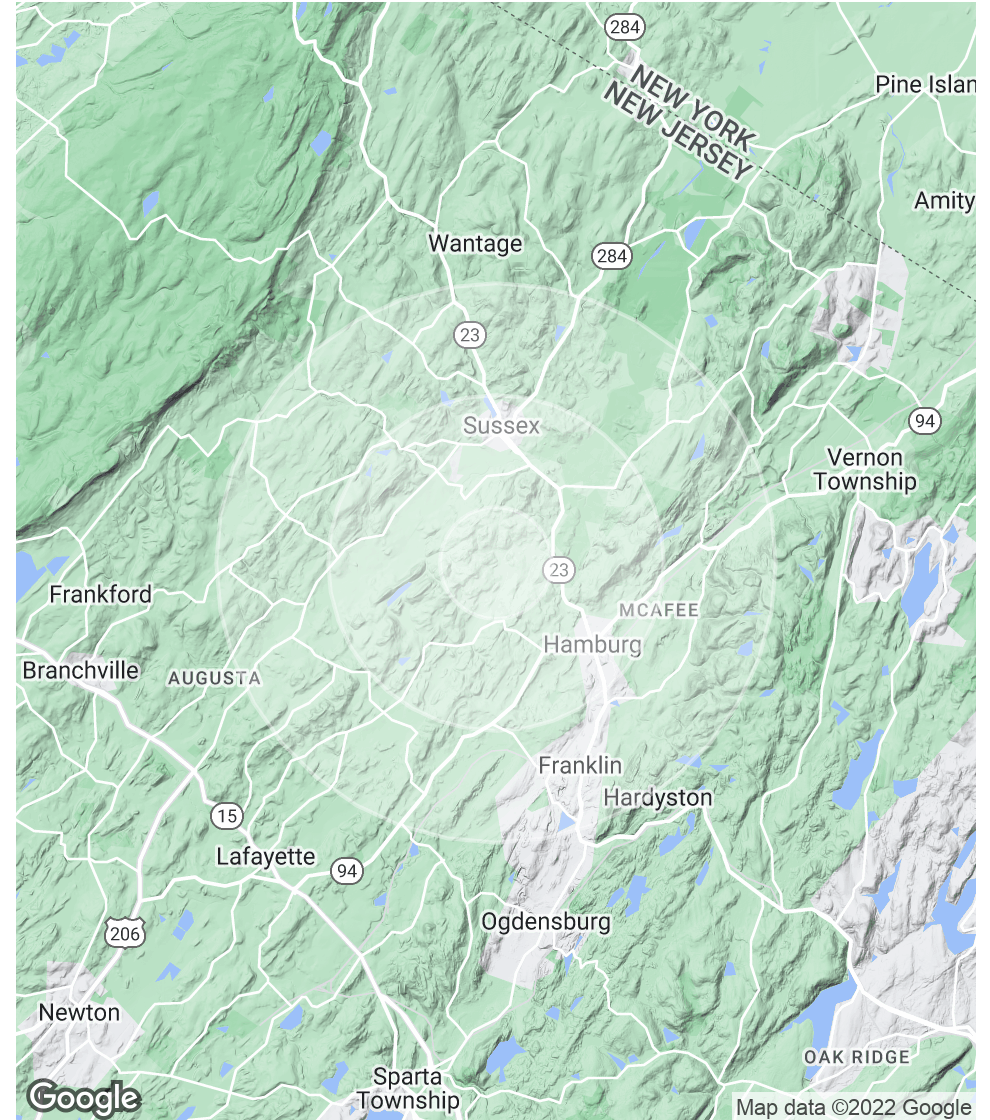 284
NEW YORK
NEW JERSEY
Pine Islan
Amity
Wantage
284
23
Sussex
94
Vernon
Township
23
Frankford
MCAFEE
Hamburg
Branchville
AUGUSTA
Franklin
Hardyston
15
Lafayette
94
Ogdensburg
206
Newton
OAK RIDGE
Sparta
Township
Google
Map data ©2022 Google